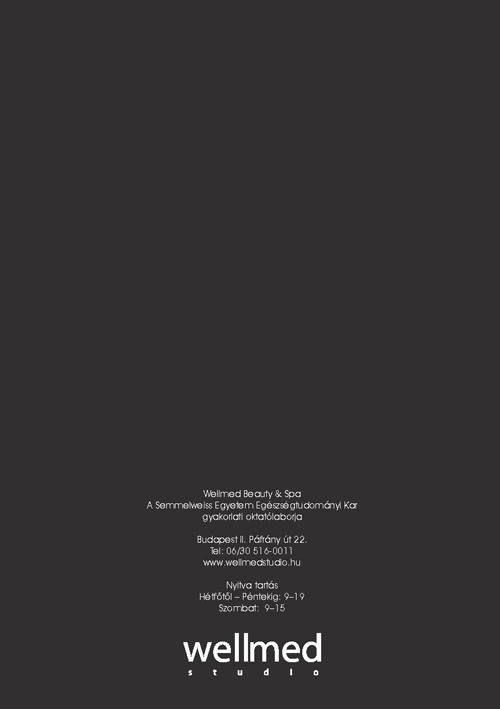 Wellmed Beauty & Spa
A Semmelweiss Egyetem Egészségtudományi Kar
gyakorlati oktatólaborja
Budapest II. Páfrány út 22.
Tel: 06/30 516-0011
www.wellmedstudio.hu
Nyitva tartás
Hétfőtől – Péntekig: 9–19
Szombat: 9–15
wellmed
studio